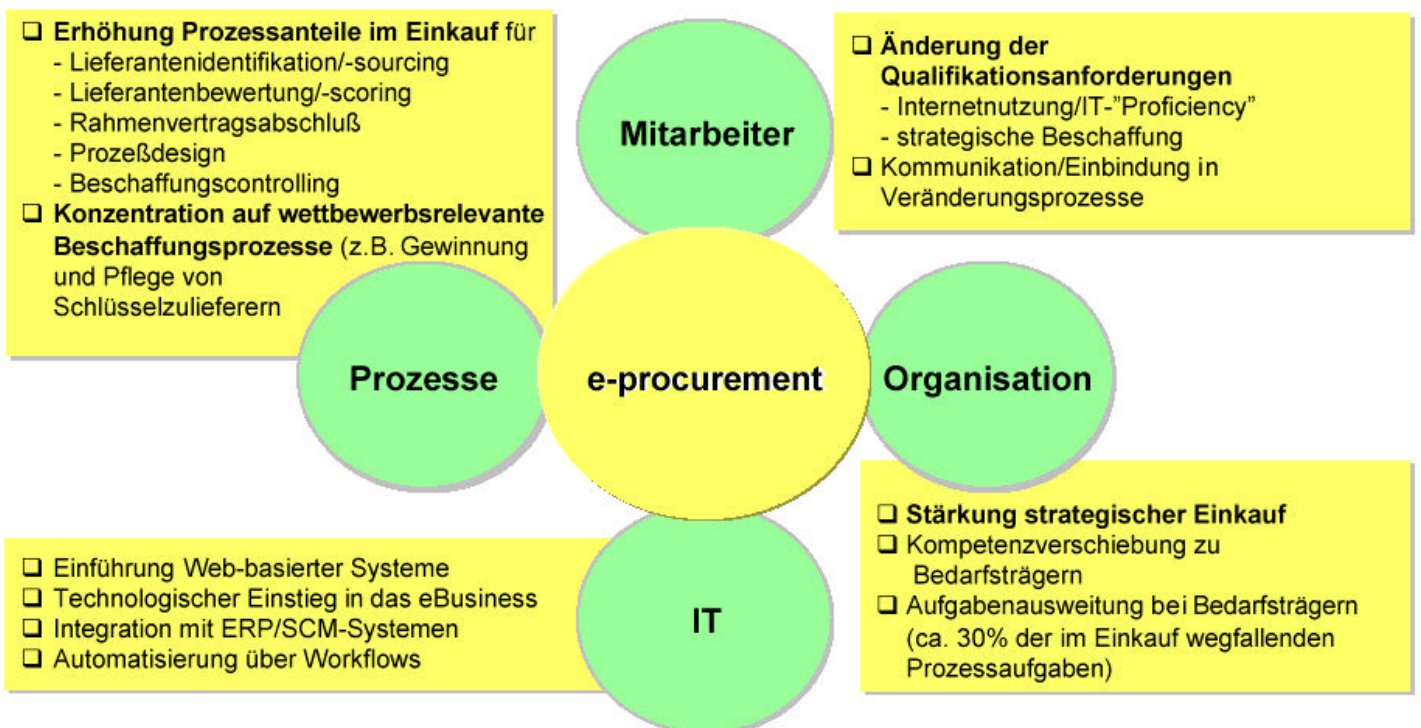 ❑ Erhöhung Prozessanteile im Einkauf für
- Lieferantenidentifikation/-sourcing
- Lieferantenbewertung/-scoring
- Rahmenvertragsabschluß
- Prozeßdesign
- Beschaffungscontrolling
❑ Konzentration auf wettbewerbsrelevante
Beschaffungsprozesse (z.B. Gewinnung
und Pflege von
Schlüsselzulieferern
Mitarbeiter
❑ Änderung der
Qualifikationsanforderungen
- Internetnutzung/IT-”Proficiency”
- strategische Beschaffung
❑ Kommunikation/Einbindung in
Veränderungsprozesse
Prozesse
e-procurement
Organisation
❑ Einführung Web-basierter Systeme
❑ Technologischer Einstieg in das eBusiness
❑ Integration mit ERP/SCM-Systemen
❑ Automatisierung über Workflows
IT
❑ Stärkung strategischer Einkauf
❑ Kompetenzverschiebung zu
Bedarfsträgern
❑ Aufgabenausweitung bei Bedarfsträgern
(ca. 30% der im Einkauf wegfallenden
Prozessaufgaben)